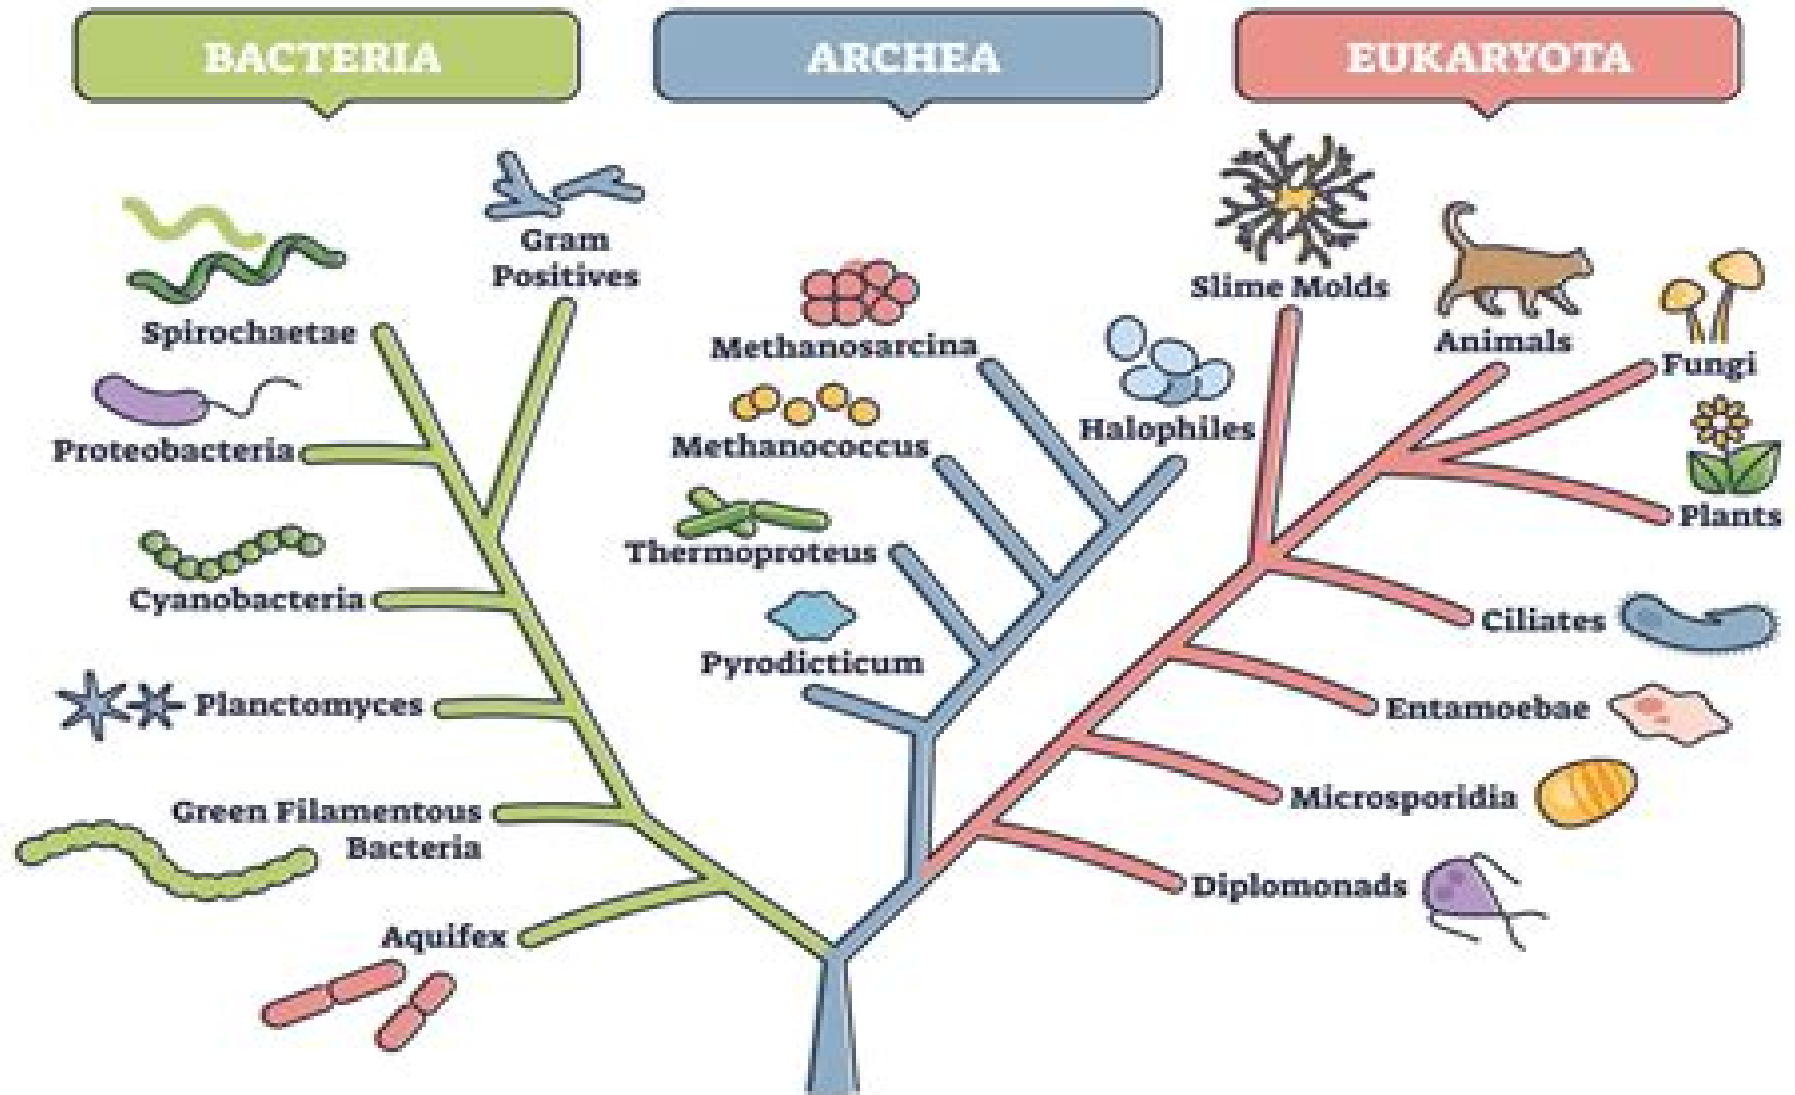 BACTERIA
ARCHEA
EUKARYOTA
Gram
Positives
Spirochaetae
Proteobacteria
Cyanobacteria
Planctomyces
Green Filamentous
Bacteria
Aquifex
Methanosarcina
Methanococcus
Halophiles
Thermoproteus
Pyrodicticum
Slime Molds
Animals
Fungi
Plants
Ciliates
Entamoebae
Microsporidia
Diplomonads